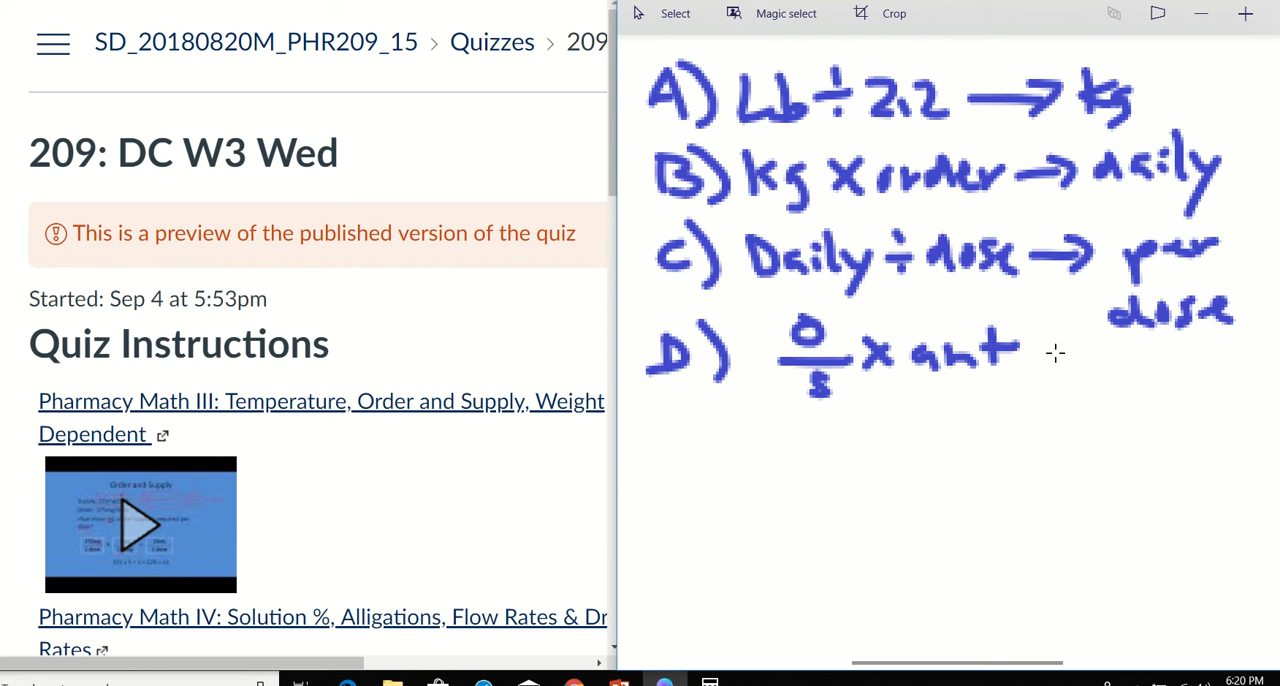 SD_20180820M_PHR209_15 › Quizzes › 209
209: DC W3 Wed
This is a preview of the published version of the quiz
Started: Sep 4 at 5:53pm
Quiz Instructions
Pharmacy Math III: Temperature, Order and Supply, Weight
Dependent
Order and Supply
Pharmacy Math IV: Solution %, Alligations, Flow Rates & Dr
Rates
Select Magic select Crop
A) Lb ÷ 2.2 → kg
B) kg x order → daily
C) Daily ÷ dose → per
dose
D) O/S x amt
6:20 PM